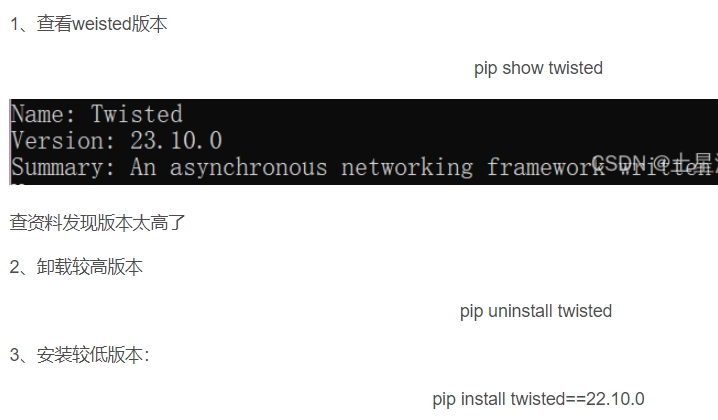 1、查看weisted版本
pip show twisted
Name: Twisted
Version: 23.10.0
Summary: An asynchronous networking framework written
CSDN @土星
查资料发现版本太高了
2、卸载较高版本
pip uninstall twisted
3、安装较低版本:
pip install twisted==22.10.0